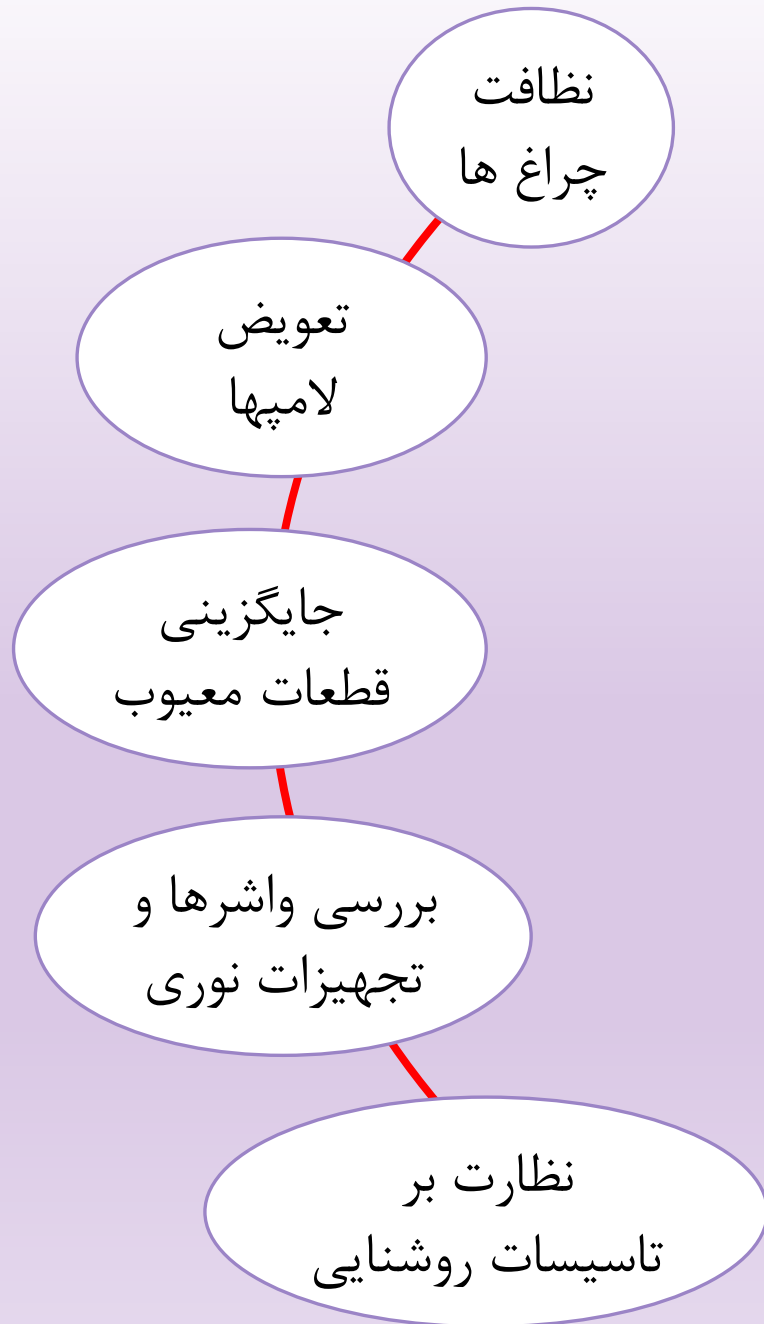 نظافت
چراغ ها
تعویض
لامپها
جایگزینی
قطعات معیوب
بررسی واشرها و
تجهیزات نوری
نظارت بر
تاسیسات روشنایی